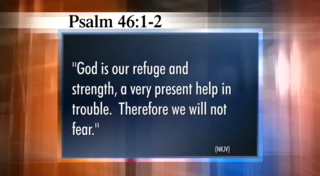 Psalm 46:1-2
"God is our refuge and
strength, a very present help in
trouble.  Therefore we will not
fear."
(NKJV)